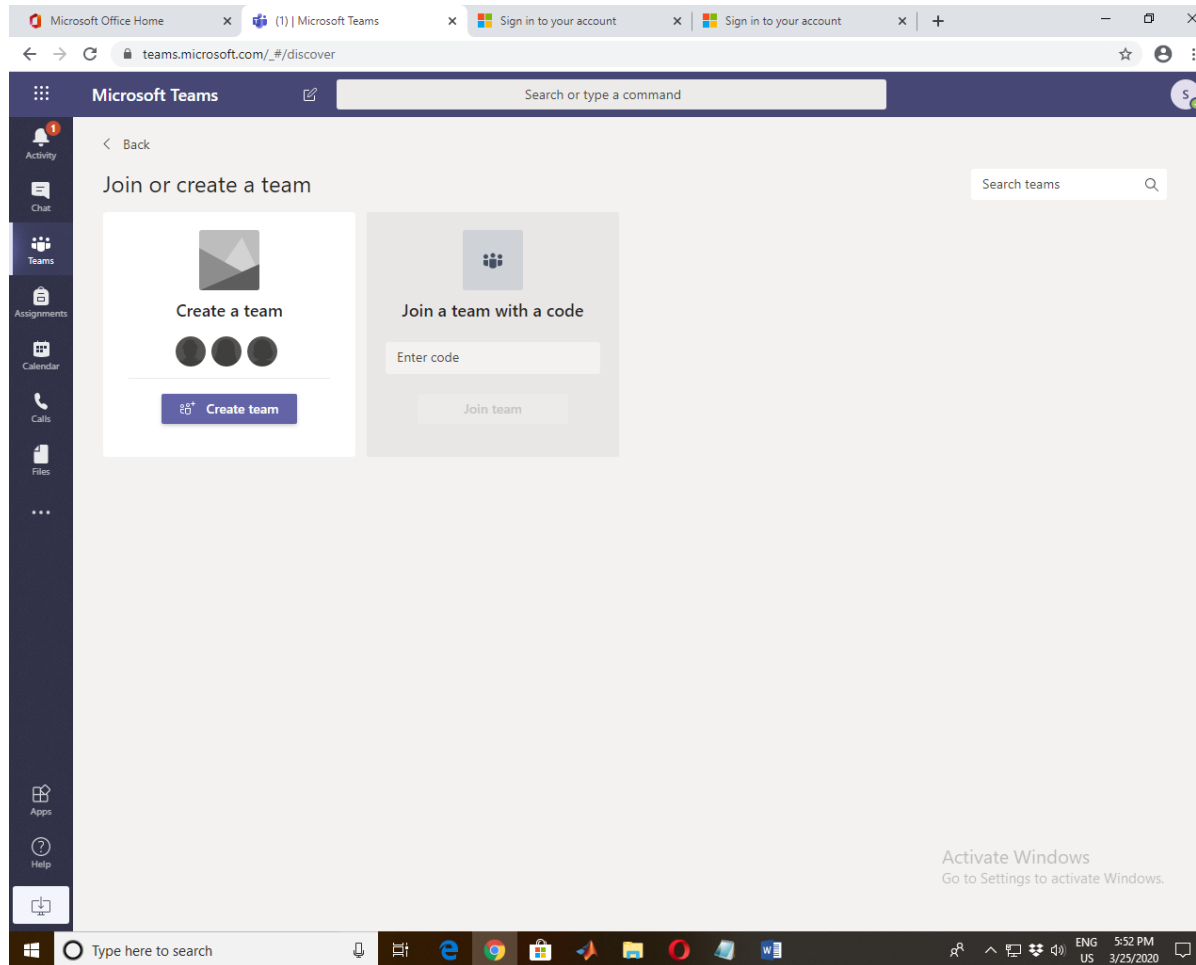 Microsoft Office Home
(1) | Microsoft Teams
Sign in to your account
Sign in to your account
teams.microsoft.com/_#/discover
Microsoft Teams
Search or type a command
S
1
Activity
Chat
Teams
Assignments
Calendar
Calls
Files
Back
Join or create a team
Search teams
Create a team
Create team
Join a team with a code
Enter code
Join team
Apps
Help
Activate Windows
Go to Settings to activate Windows.
Type here to search
ENG
US
5:52 PM
3/25/2020